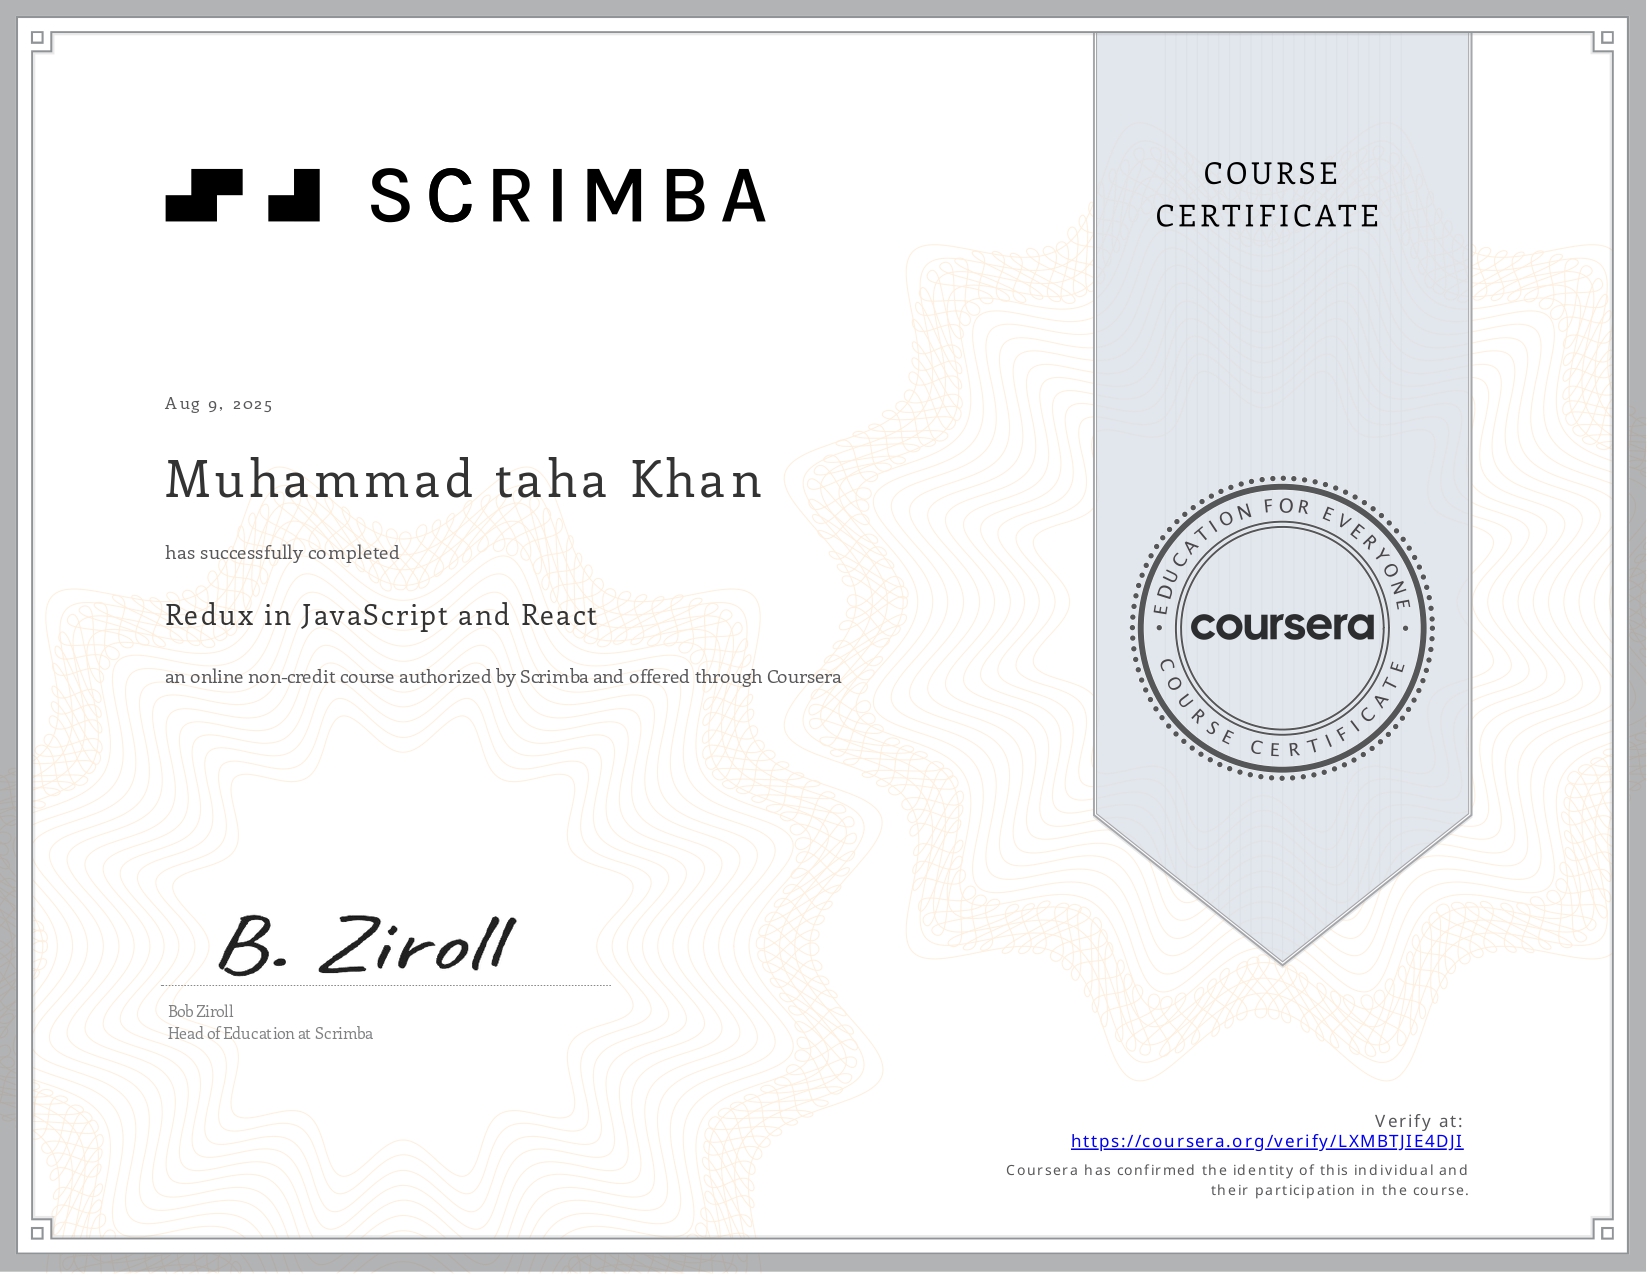 SCRIMBA
COURSE
CERTIFICATE
Aug 9, 2025
Muhammad taha Khan
has successfully completed
Redux in JavaScript and React
an online non-credit course authorized by Scrimba and offered through Coursera
EDUCATION FOR EVERYONE
coursera
COURSE CERTIFICATE
B. Ziroll
Bob Ziroll
Head of Education at Scrimba
Verify at:
https://coursera.org/verify/LXMBTJIE4DJI
Coursera has confirmed the identity of this individual and
their participation in the course.